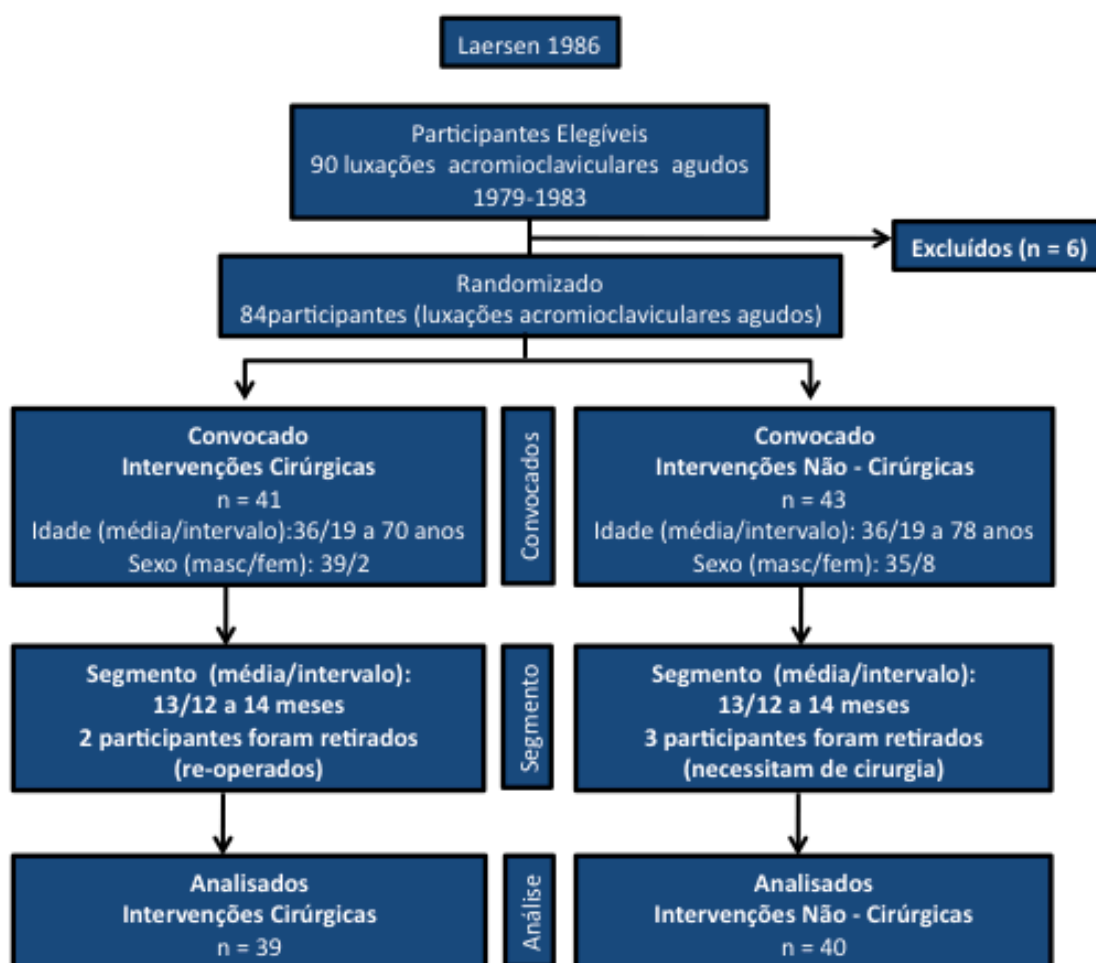 Laersen 1986
Participantes Elegíveis
90 luxações acromioclaviculares agudos
1979-1983
Excluídos (n = 6)
Randomizado
84participantes (luxações acromioclaviculares agudos)
Convocado
Intervenções Cirúrgicas
n = 41
Idade (média/intervalo):36/19 a 70 anos
Sexo (masc/fem): 39/2
Convocados
Convocado
Intervenções Não - Cirúrgicas
n = 43
Idade (média/intervalo): 36/19 a 78 anos
Sexo (masc/fem): 35/8
Segmento (média/intervalo):
13/12 a 14 meses
2 participantes foram retirados
(re-operados)
Segmento
Segmento (média/intervalo):
13/12 a 14 meses
3 participantes foram retirados
(necessitam de cirurgia)
Analisados
Intervenções Cirúrgicas
n = 39
Análise
Analisados
Intervenções Não - Cirúrgicas
n = 40